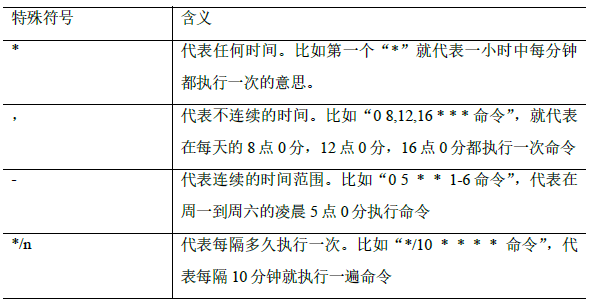 特殊符号 含义
* 代表任何时间。比如第一个“*”就代表一小时中每分钟
都执行一次的意思。
， 代表不连续的时间。比如“0 8,12,16 * * * 命令”，就代表
在每天的 8 点 0 分，12 点 0 分，16 点 0 分都执行一次命令
- 代表连续的时间范围。比如“0 5 * * 1-6 命令”，代表在
周一到周六的凌晨 5 点 0 分执行命令
*/n 代表每隔多久执行一次。比如“*/10 * * * * 命令”，代
表每隔 10 分钟就执行一遍命令